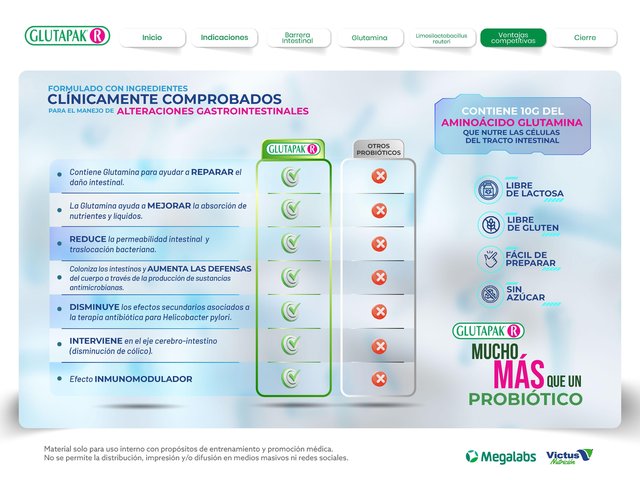 GLUTAPAK R
Inicio
Indicaciones
Barrera
Intestinal
Glutamina
Limosilactobacillus
reuteri
Ventajas
competitivas
Cierre
FORMULADO CON INGREDIENTES
CLÍNICAMENTE COMPROBADOS
PARA EL MANEJO DE ALTERACIONES GASTROINTESTINALES
CONTIENE 10G DEL
AMINOÁCIDO GLUTAMINA
QUE NUTRE LAS CÉLULAS
DEL TRACTO INTESTINAL
GLUTAPAK R
OTROS
PROBIÓTICOS
Contiene Glutamina para ayudar a REPARAR el
daño intestinal.
La Glutamina ayuda a MEJORAR la absorción de
nutrientes y líquidos.
REDUCE la permeabilidad intestinal y
traslocación bacteriana.
Coloniza los intestinos y AUMENTA LAS DEFENSAS
del cuerpo a través de la producción de sustancias
antimicrobianas.
DISMINUYE los efectos secundarios asociados a
la terapia antibiótica para Helicobacter pylori.
INTERVIENE en el eje cerebro-intestino
(disminución de cólico).
Efecto INMUNOMODULADOR
LIBRE
DE LACTOSA
LIBRE
DE GLUTEN
FÁCIL DE
PREPARAR
SIN
AZÚCAR
GLUTAPAK R
MUCHO
MÁS QUE UN
PROBIÓTICO
Material solo para uso interno con propósitos de entrenamiento y promoción médica.
No se permite la distribución, impresión y/o difusión en medios masivos ni redes sociales.
Megalabs
Victus
Nutrición